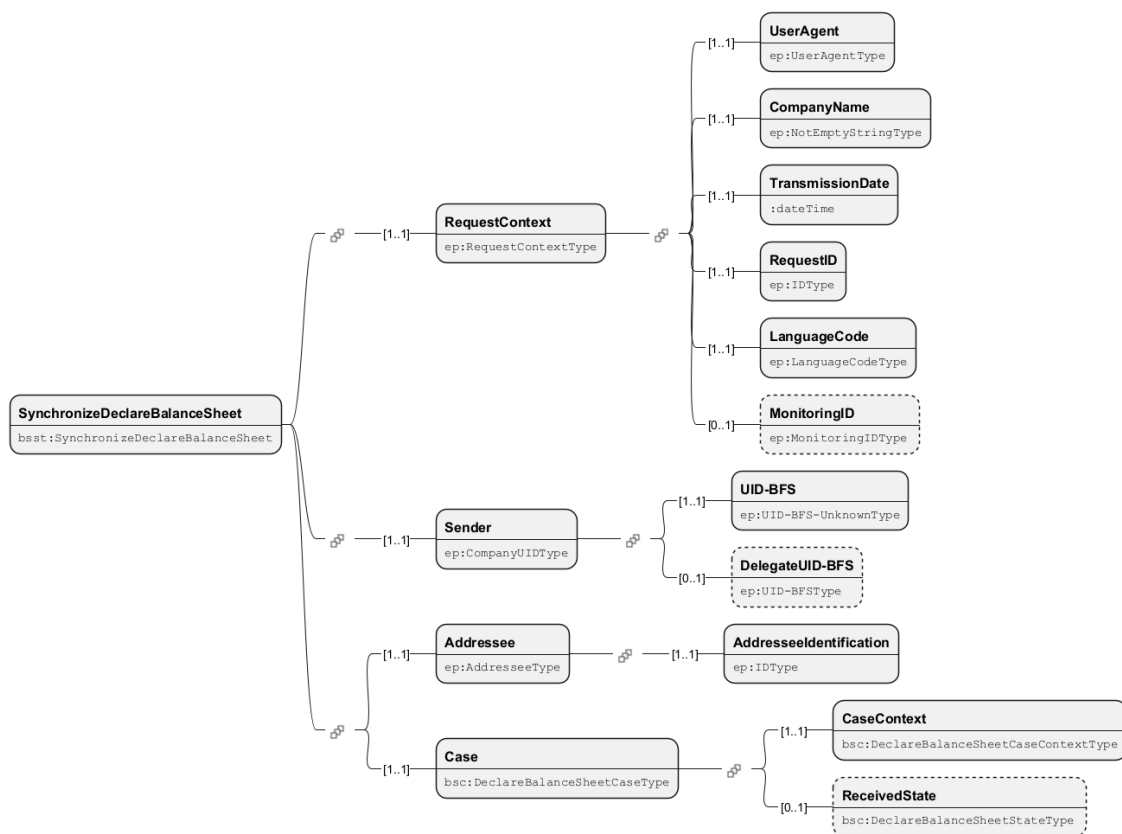 [1..1]
UserAgent
ep:UserAgentType
[1..1]
CompanyName
ep:NotEmptyStringType
[1..1]
TransmissionDate
:dateTime
[1..1]
RequestContext
ep:RequestContextType
[1..1]
RequestID
ep:IDType
[1..1]
LanguageCode
ep:LanguageCodeType
SynchronizeDeclareBalanceSheet
bsst:SynchronizeDeclareBalanceSheet
[0..1]
MonitoringID
ep:MonitoringIDType
[1..1]
Sender
ep:CompanyUIDType
[1..1]
UID-BFS
ep:UID-BFS-UnknownType
[0..1]
DelegateUID-BFS
ep:UID-BFSType
[1..1]
Addressee
ep:AddresseeType
[1..1]
AddresseeIdentification
ep:IDType
[1..1]
Case
bsc:DeclareBalanceSheetCaseType
[1..1]
CaseContext
bsc:DeclareBalanceSheetCaseContextType
[0..1]
ReceivedState
bsc:DeclareBalanceSheetStateType